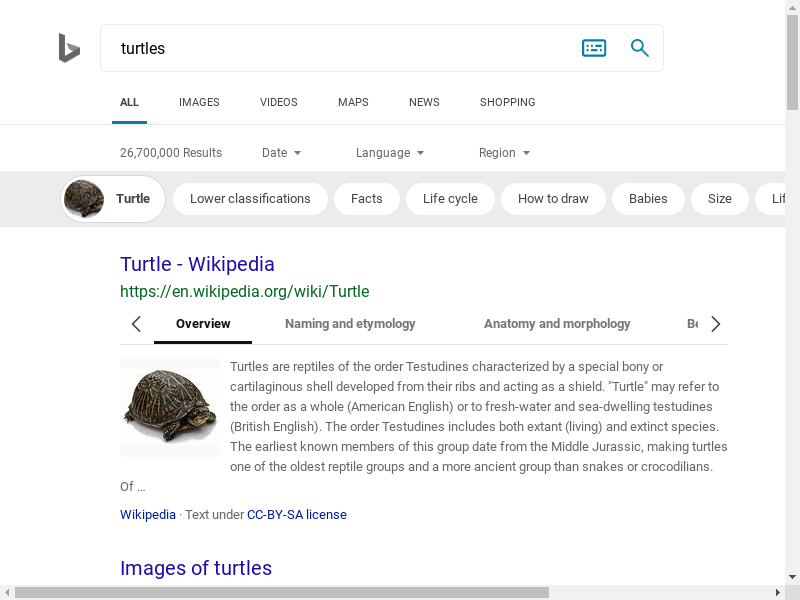 turtles
ALL IMAGES VIDEOS MAPS NEWS SHOPPING
26,700,000 Results Date Language Region
Turtle Lower classifications Facts Life cycle How to draw Babies Size
Turtle - Wikipedia
https://en.wikipedia.org/wiki/Turtle
Overview Naming and etymology Anatomy and morphology
Turtles are reptiles of the order Testudines characterized by a special bony or
cartilaginous shell developed from their ribs and acting as a shield. "Turtle" may refer to
the order as a whole (American English) or to fresh-water and sea-dwelling testudines
(British English). The order Testudines includes both extant (living) and extinct species.
The earliest known members of this group date from the Middle Jurassic, making turtles
one of the oldest reptile groups and a more ancient group than snakes or crocodilians.
Of …
Wikipedia · Text under CC-BY-SA license
Images of turtles